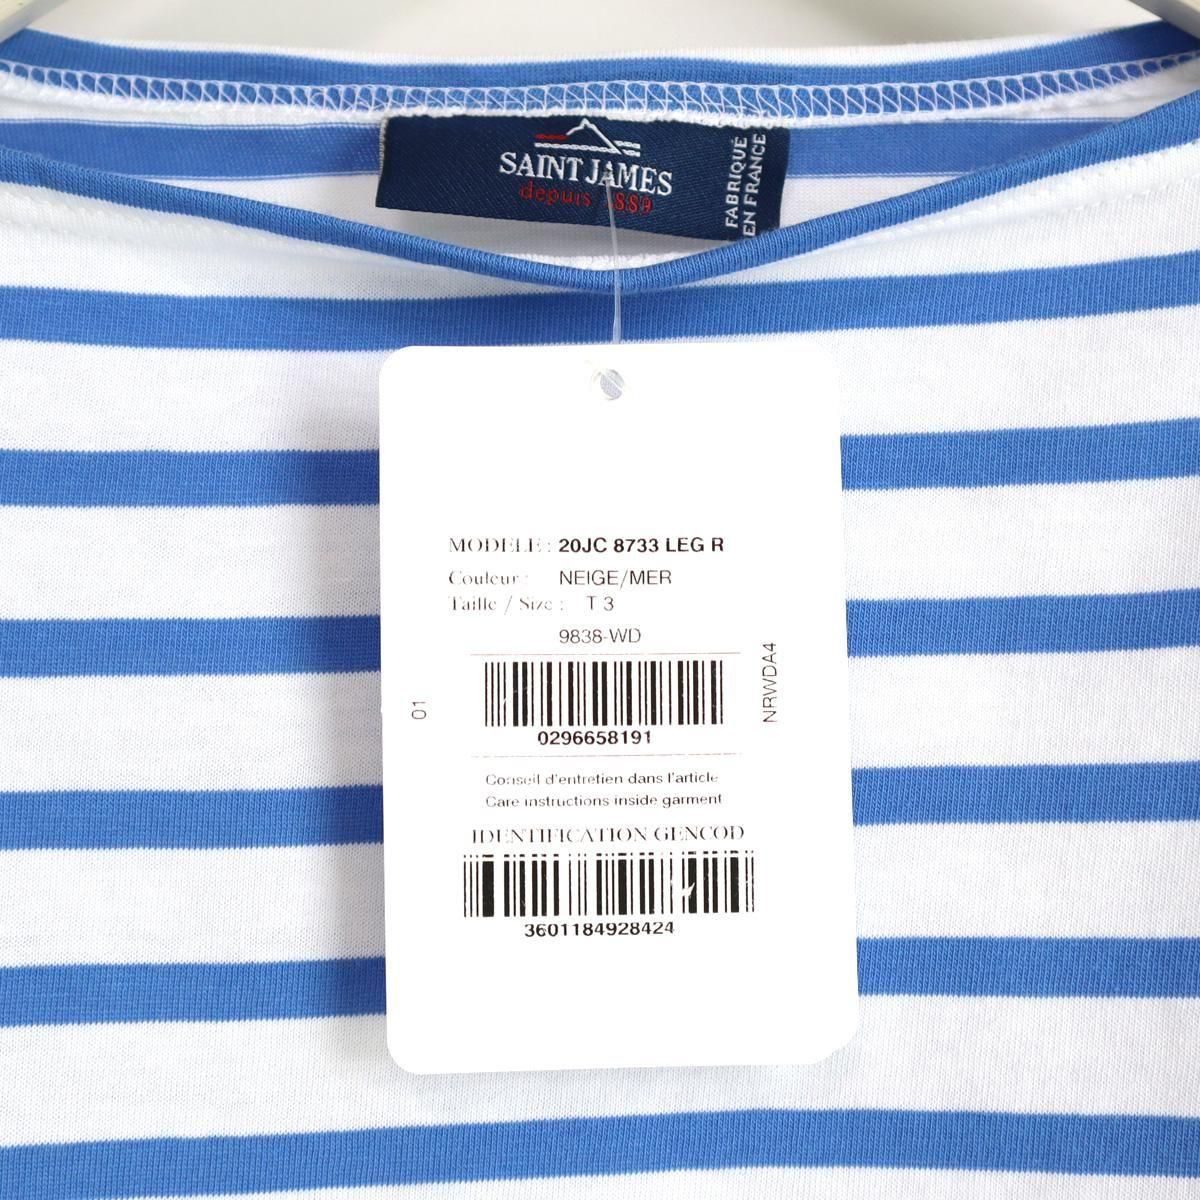 SAINT JAMES
depuis 1889
FABRIQUÉ
EN FRANCE
MODELE : 20JC 8733 LEG R
Couleur : NEIGE/MER
Taille / Size : T 3
9838-WD
01
NRWDA4
0296658191
Conseil d'entretien dans l'article
Care instructions inside garment
IDENTIFICATION GENCOD
3601184928424